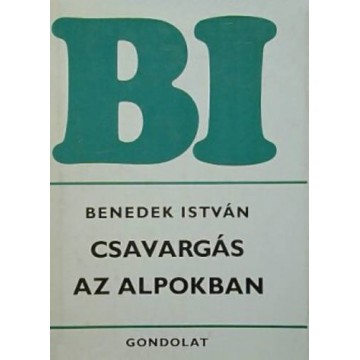 BI
BENEDEK ISTVÁN
CSAVARGÁS
AZ ALPOKBAN
GONDOLAT